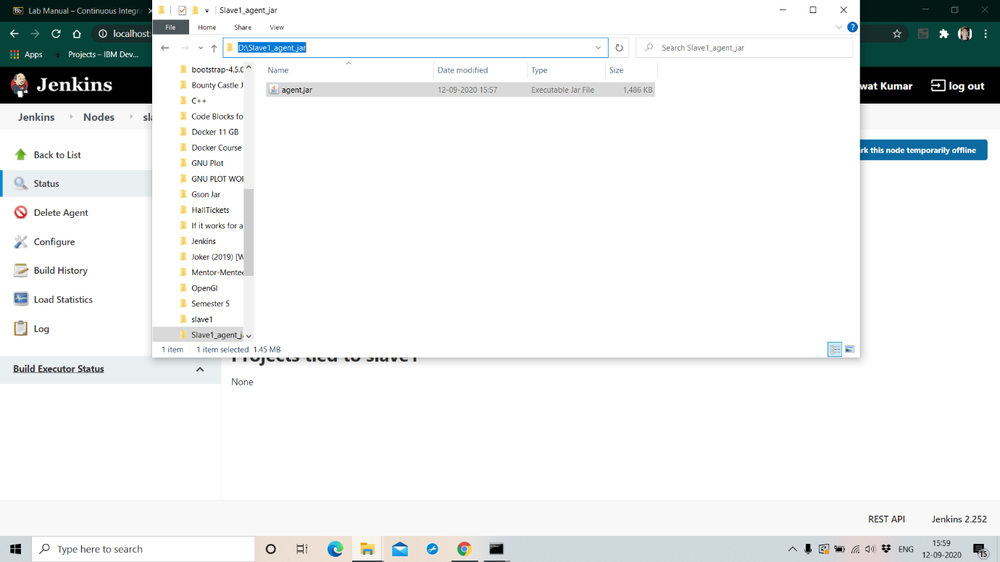 Lab Manual – Continuous Integra
Slave1_agent_jar
File Home Share View
localhost:
D:\Slave1_agent_jar
Search Slave1_agent_jar
Apps Projects – IBM Dev...
Name Date modified Type Size
agent.jar 12-09-2020 15:57 Executable Jar File 1,486 KB
bootstrap-4.5.0
Bounty Castle J
C++
Code Blocks fo
Docker 11 GB
Docker Course
GNU Plot
GNU PLOT WOR
Gson Jar
HallTickets
If it works for a
Jenkins
Joker (2019) [W
Mentor-Mentee
OpenGl
Semester 5
slave1
Slave1_agent_ja
1 item 1 item selected 1.45 MB
Jenkins
wat Kumar log out
Jenkins Nodes sla
rk this node temporarily offline
Back to List
Status
Delete Agent
Configure
Build History
Load Statistics
Log
Build Executor Status
Projects tied to slave1
None
REST API Jenkins 2.252
Type here to search
ENG
15:59
12-09-2020
15